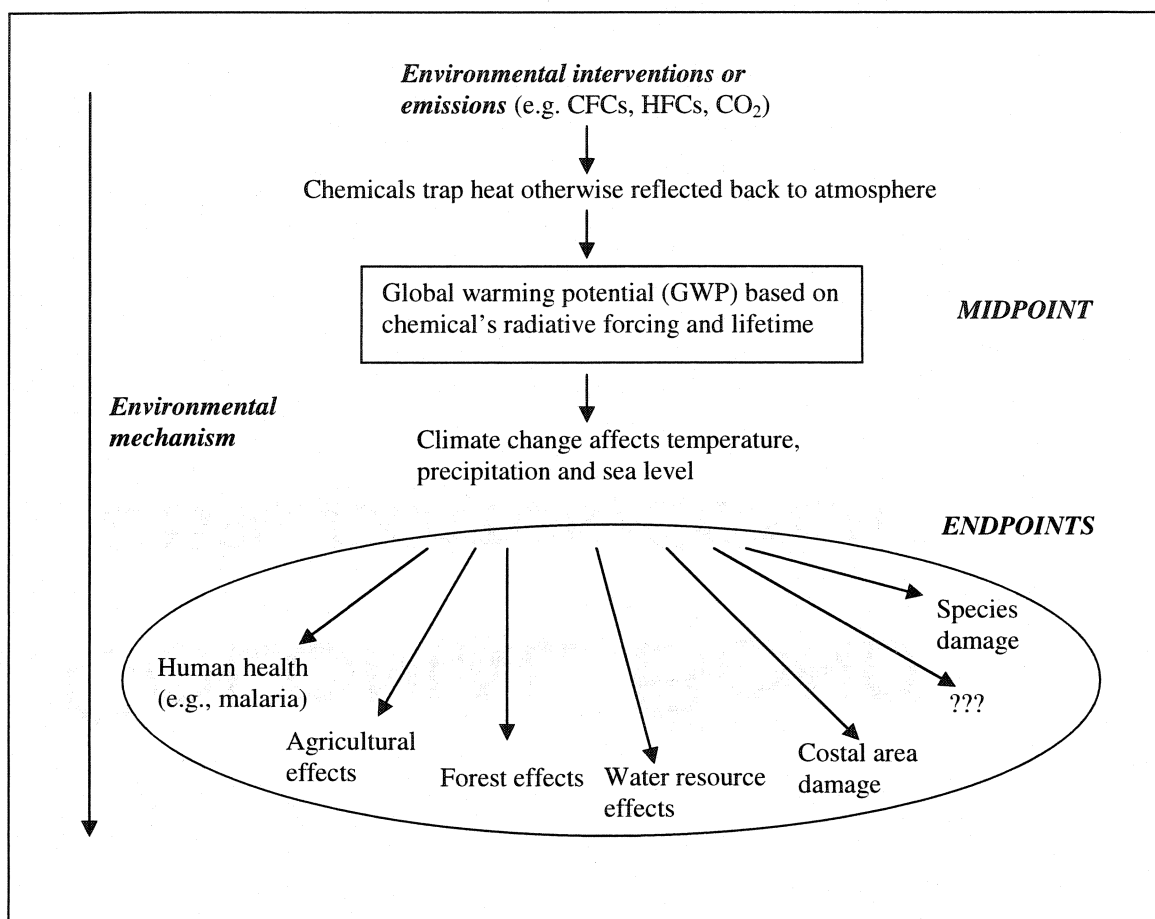 Environmental interventions or
emissions (e.g. CFCs, HFCs, CO₂)
Chemicals trap heat otherwise reflected back to atmosphere
Global warming potential (GWP) based on
chemical's radiative forcing and lifetime
MIDPOINT
Environmental
mechanism
Climate change affects temperature,
precipitation and sea level
ENDPOINTS
Species
damage
Human health
(e.g., malaria)
???
Agricultural
effects
Forest effects
Water resource
effects
Costal area
damage